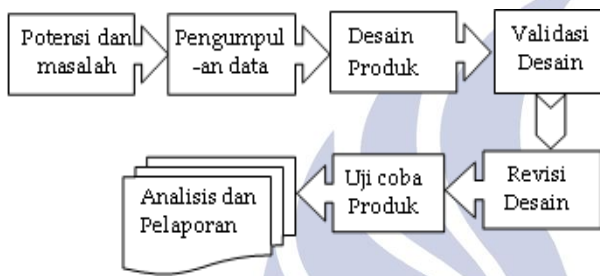 Potensi dan
masalah
Pengumpul
-an data
Desain
Produk
Validasi
Desain
Revisi
Desain
Uji coba
Produk
Analisis dan
Pelaporan